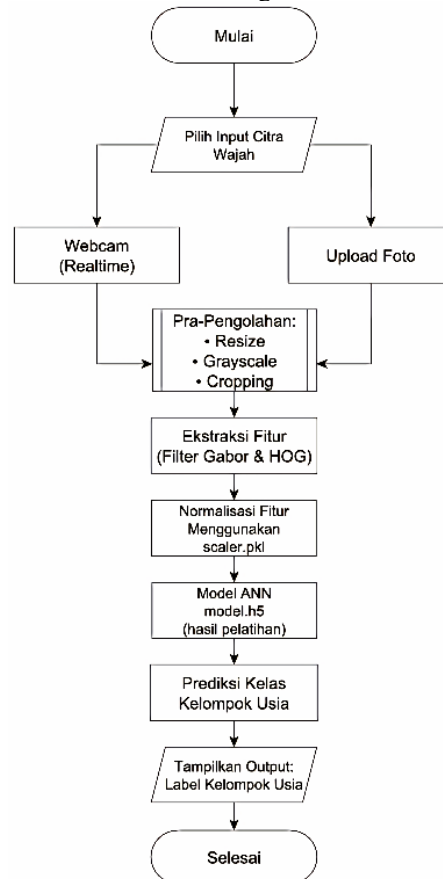 Mulai
Pilih Input Citra
Wajah
Webcam
(Realtime)
Upload Foto
Pra-Pengolahan:
• Resize
• Grayscale
• Cropping
Ekstraksi Fitur
(Filter Gabor & HOG)
Normalisasi Fitur
Menggunakan
scaler.pkl
Model ANN
model.h5
(hasil pelatihan)
Prediksi Kelas
Kelompok Usia
Tampilkan Output:
Label Kelompok Usia
Selesai